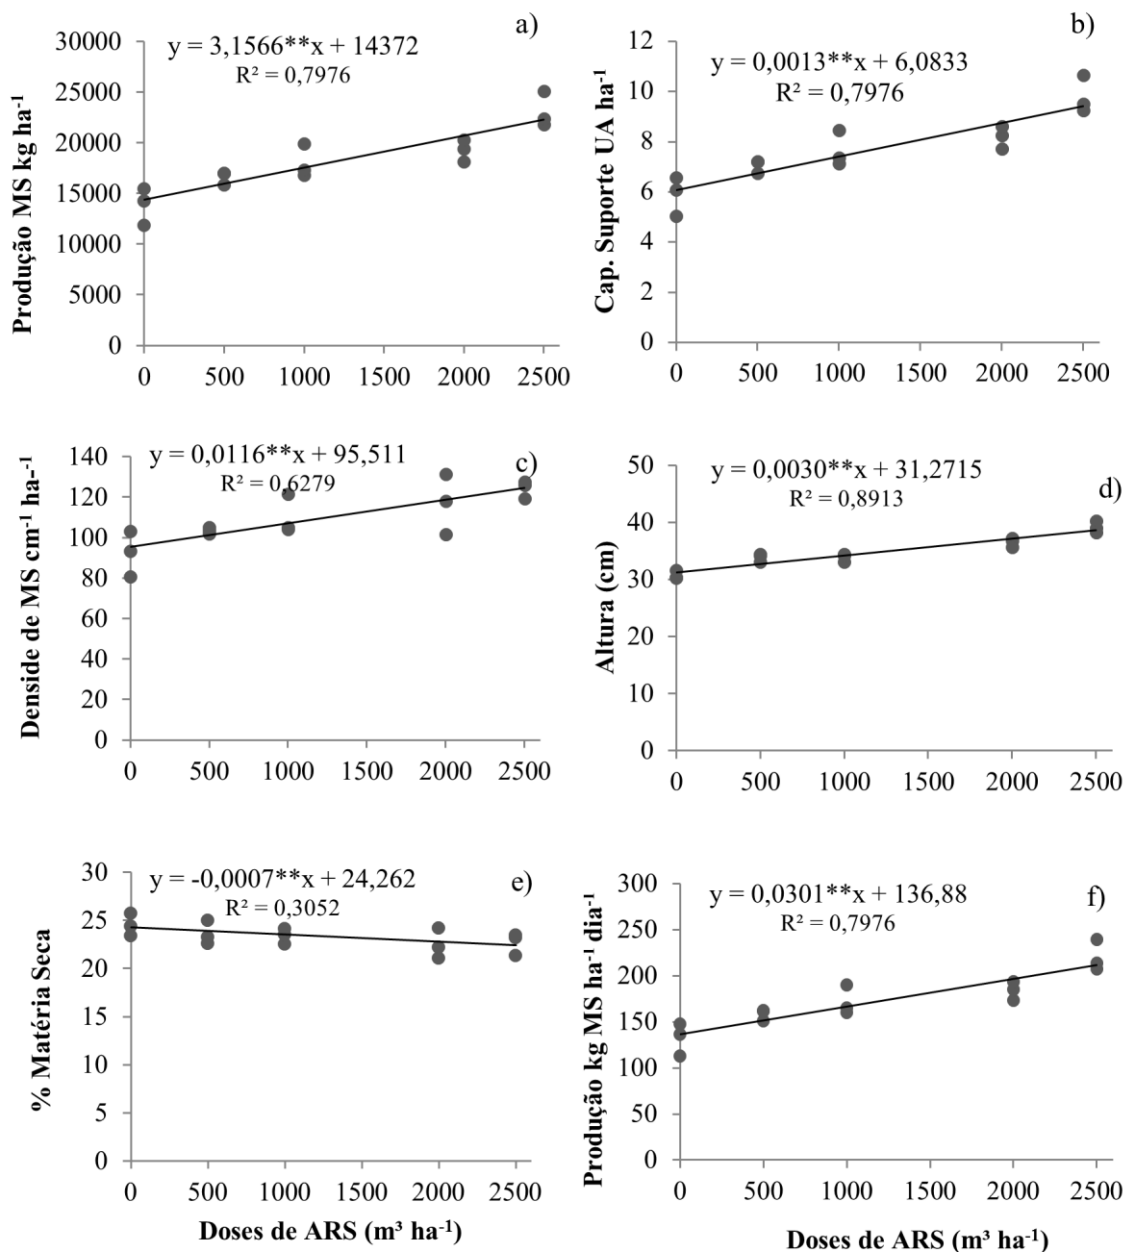 a)
y = 3,1566**x + 14372
R² = 0,7976
30000
25000
20000
15000
10000
5000
0
Produção MS kg ha⁻¹
0 500 1000 1500 2000 2500
b)
y = 0,0013**x + 6,0833
R² = 0,7976
12
10
8
6
4
2
0
Cap. Suporte UA ha⁻¹
0 500 1000 1500 2000 2500
y = 0,0116**x + 95,511
c)
R² = 0,6279
140
120
100
80
60
40
20
0
Denside de MS cm⁻¹ ha-⁻¹
0 500 1000 1500 2000 2500
y = 0,0030**x + 31,2715
d)
R² = 0,8913
50
40
30
20
10
0
Altura (cm)
0 500 1000 1500 2000 2500
y = -0,0007**x + 24,262
e)
R² = 0,3052
30
25
20
15
10
5
0
% Matéria Seca
0 500 1000 1500 2000 2500
Doses de ARS (m³ ha⁻¹)
y = 0,0301**x + 136,88
f)
R² = 0,7976
300
250
200
150
100
50
0
Produção kg MS ha⁻¹ dia⁻¹
0 500 1000 1500 2000 2500
Doses de ARS (m³ ha⁻¹)